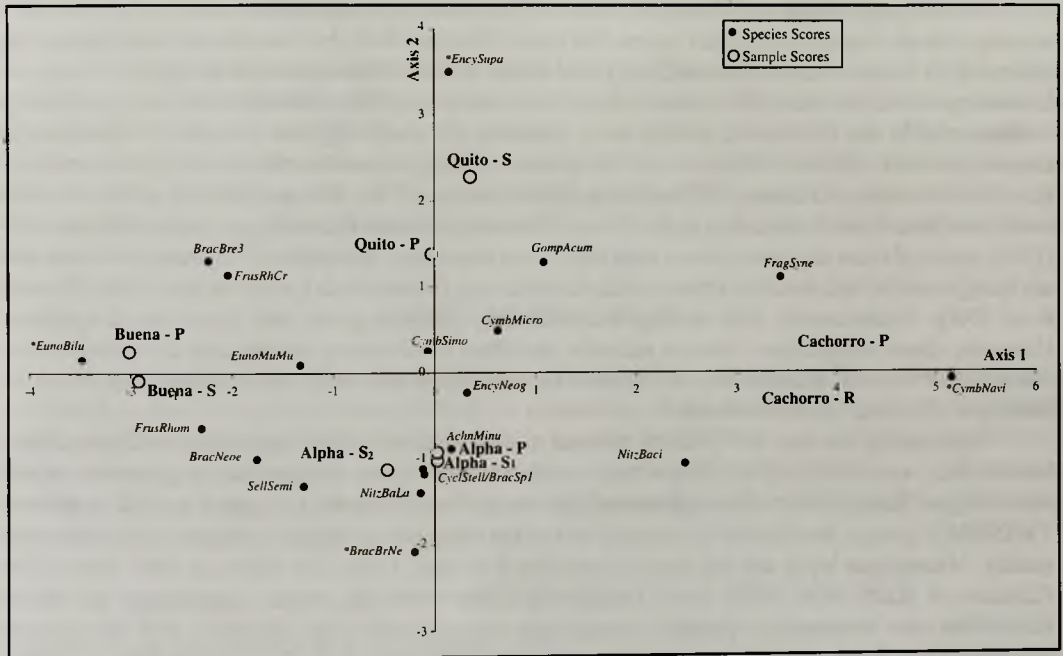 4
Axis 2
• Species Scores
○ Sample Scores
*EncySupa
3
Quito - S
2
BracBre3
Quito - P
GompAcum
FrusRhCr
FragSyne
1
CymbMicro
Buena - P
CymbSimo
Cachorro - P
*EunoBilu
EunoMuMu
Axis 1
0
-4 -3 -2 -1 0 1 2 3 4 5 6
Buena - S
EncyNeog
Cachorro - R
*CymbNavi
FrusRhom
AchnMinu
BracNeoe
Alpha - S2
Alpha - P
-1
Alpha - S1
NitzBaci
SellSemi
NitzBaLa
CyclStell/BracSp1
*BracBrNe
-2
-3